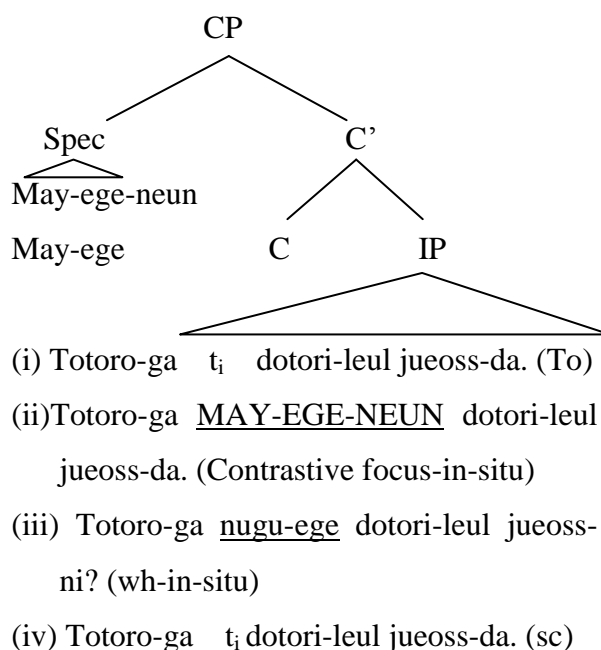 CP
Spec C’
May-ege-neun
May-ege C IP
(i) Totoro-ga tᵢ dotori-leul jueoss-da. (To)
(ii)Totoro-ga MAY-EGE-NEUN dotori-leul
jueoss-da. (Contrastive focus-in-situ)
(iii) Totoro-ga nugu-ege dotori-leul jueoss-
ni? (wh-in-situ)
(iv) Totoro-ga tᵢ dotori-leul jueoss-da. (sc)